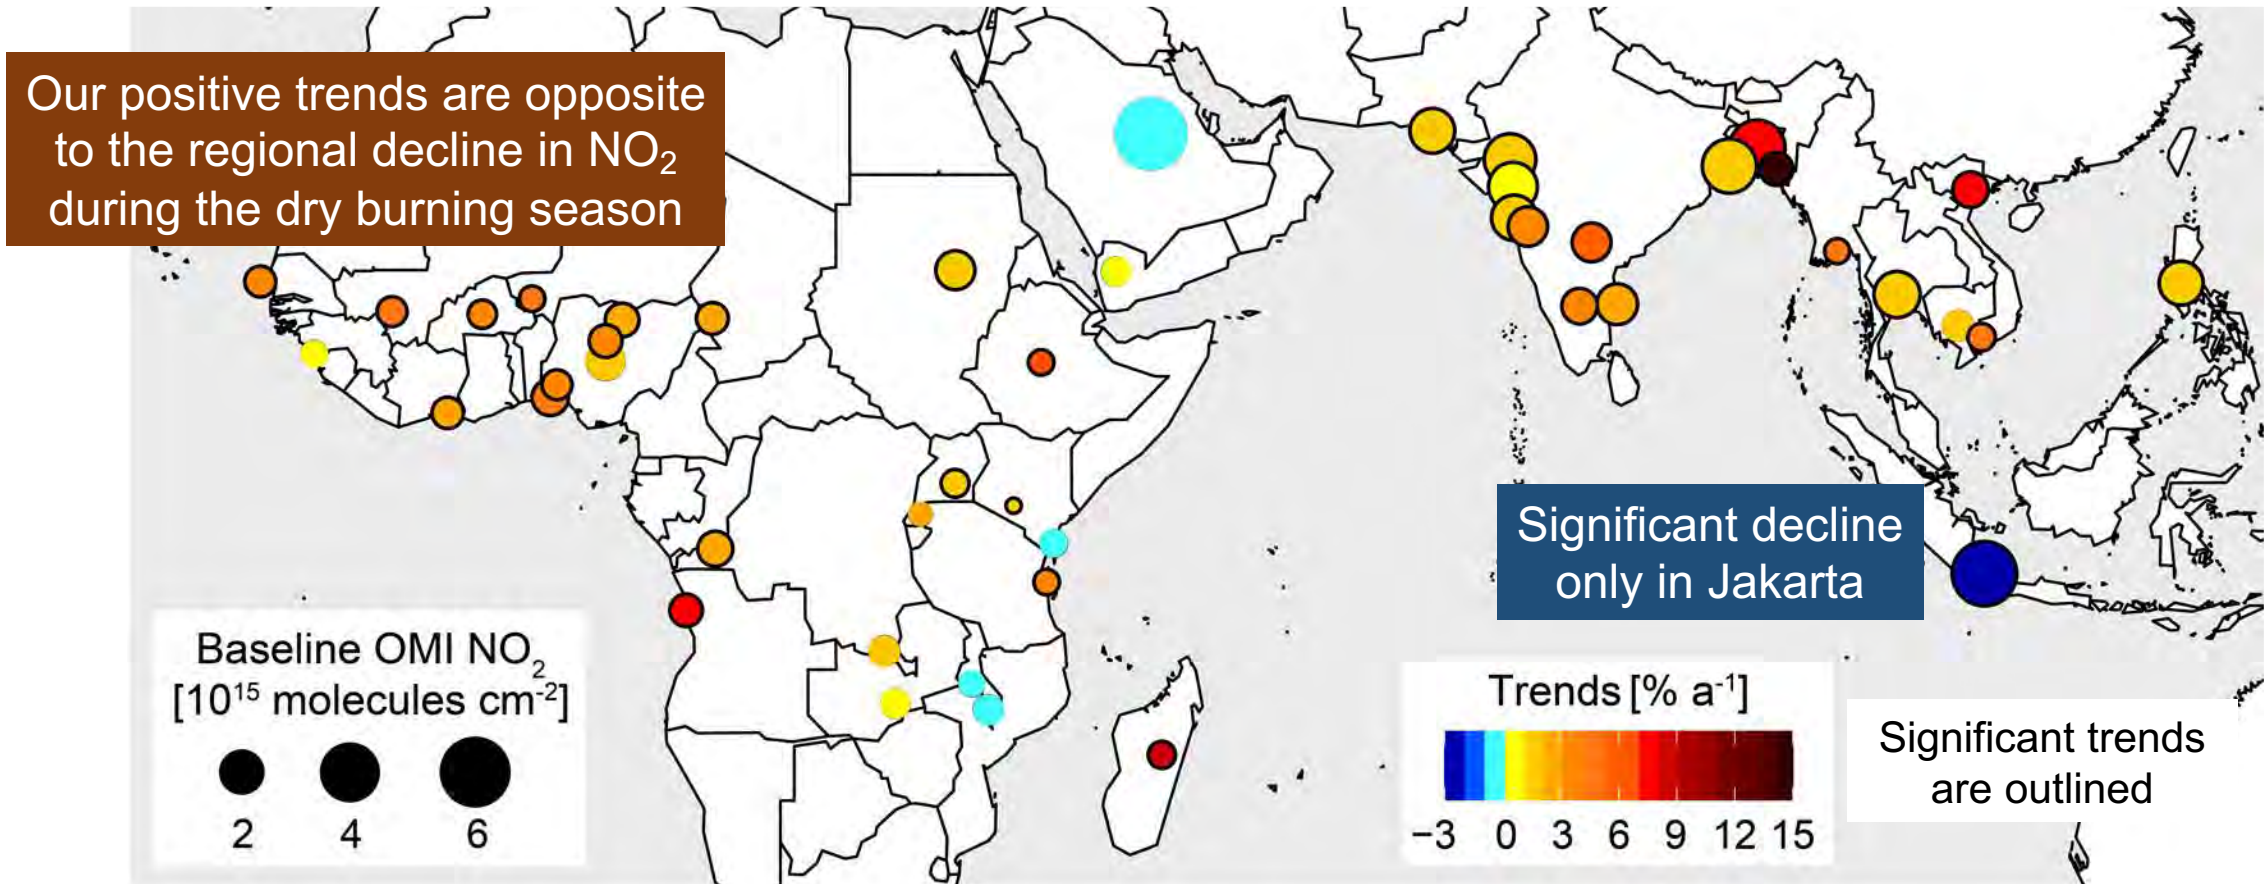 Our positive trends are opposite
to the regional decline in NO₂
during the dry burning season
Significant decline
only in Jakarta
Baseline OMI NO₂
[10¹⁵ molecules cm⁻²]
2 4 6
Trends [% a⁻¹]
−3 0 3 6 9 12 15
Significant trends
are outlined